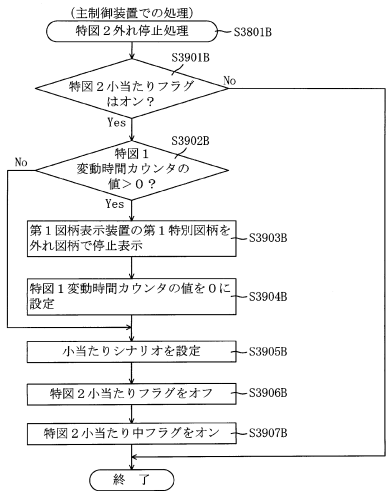 (主制御装置での処理)
特図２外れ停止処理
S3801B
S3901B
特図２小当たりフラグ
はオン？
No
Yes
S3902B
特図１
変動時間カウンタの
値＞０？
No
Yes
第１図柄表示装置の第１特別図柄を
外れ図柄で停止表示
S3903B
特図１変動時間カウンタの値を０に
設定
S3904B
小当たりシナリオを設定
S3905B
特図２小当たりフラグをオフ
S3906B
特図２小当たり中フラグをオン
S3907B
終 了